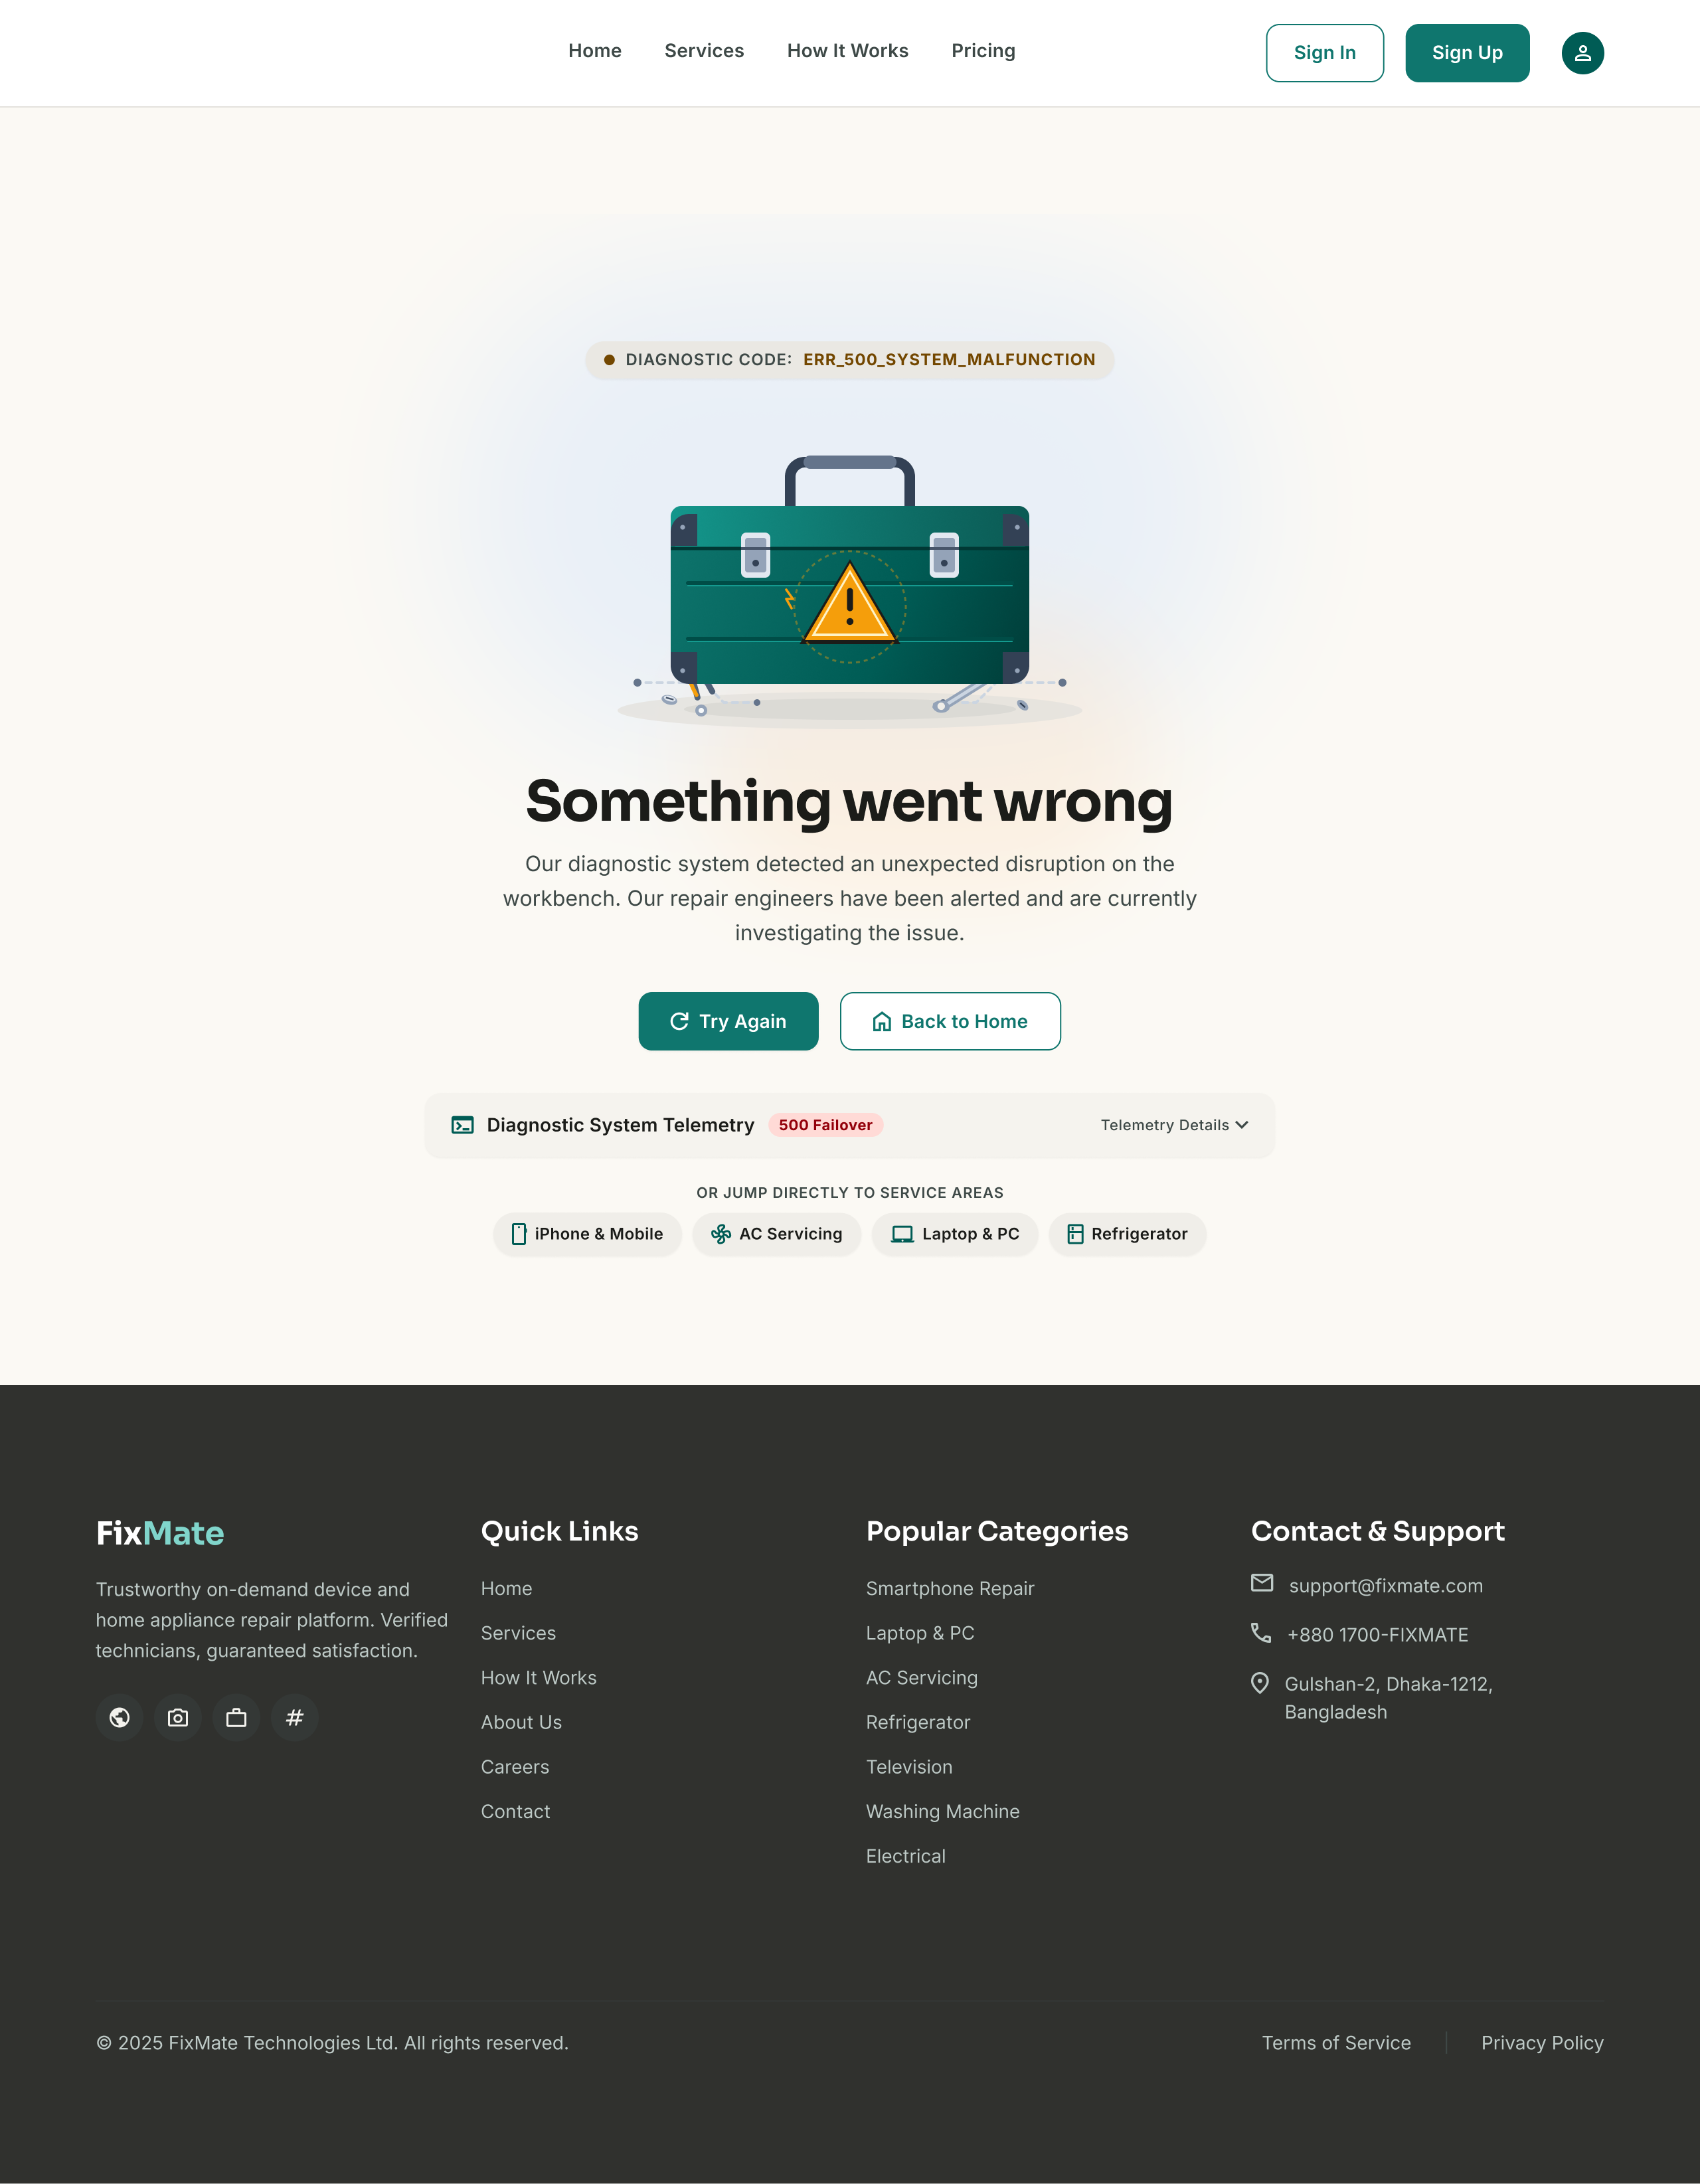 Home Services How It Works Pricing Sign In Sign Up
DIAGNOSTIC CODE: ERR_500_SYSTEM_MALFUNCTION
Something went wrong
Our diagnostic system detected an unexpected disruption on the
workbench. Our repair engineers have been alerted and are currently
investigating the issue.
Try Again Back to Home
Diagnostic System Telemetry 500 Failover Telemetry Details
OR JUMP DIRECTLY TO SERVICE AREAS
iPhone & Mobile AC Servicing Laptop & PC Refrigerator
FixMate
Trustworthy on-demand device and
home appliance repair platform. Verified
technicians, guaranteed satisfaction.
Quick Links
Home
Services
How It Works
About Us
Careers
Contact
Popular Categories
Smartphone Repair
Laptop & PC
AC Servicing
Refrigerator
Television
Washing Machine
Electrical
Contact & Support
support@fixmate.com
+880 1700-FIXMATE
Gulshan-2, Dhaka-1212,
Bangladesh
© 2025 FixMate Technologies Ltd. All rights reserved.
Terms of Service Privacy Policy